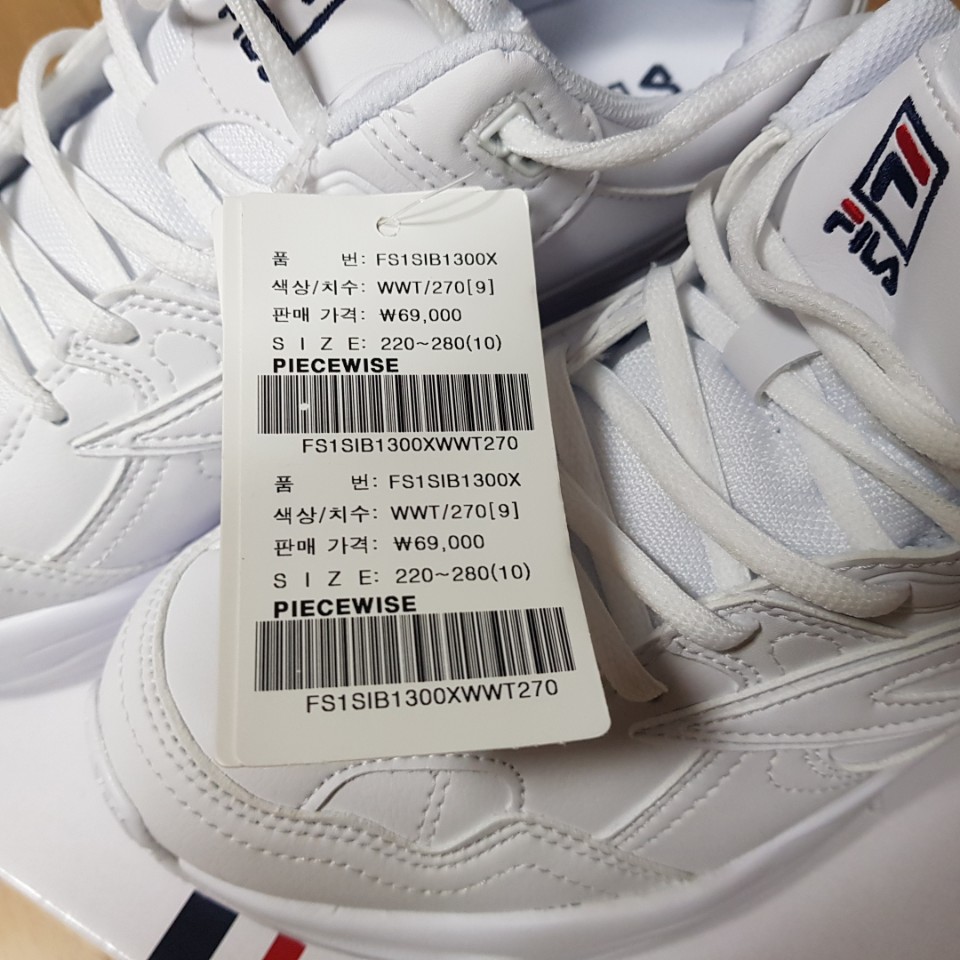 FILA
FILA
품 번: FS1SIB1300X
색상/치수: WWT/270[9]
판매 가격: ₩69,000
S I Z E: 220~280(10)
PIECEWISE
FS1SIB1300XWWT270
품 번: FS1SIB1300X
색상/치수: WWT/270[9]
판매 가격: ₩69,000
S I Z E: 220~280(10)
PIECEWISE
FS1SIB1300XWWT270